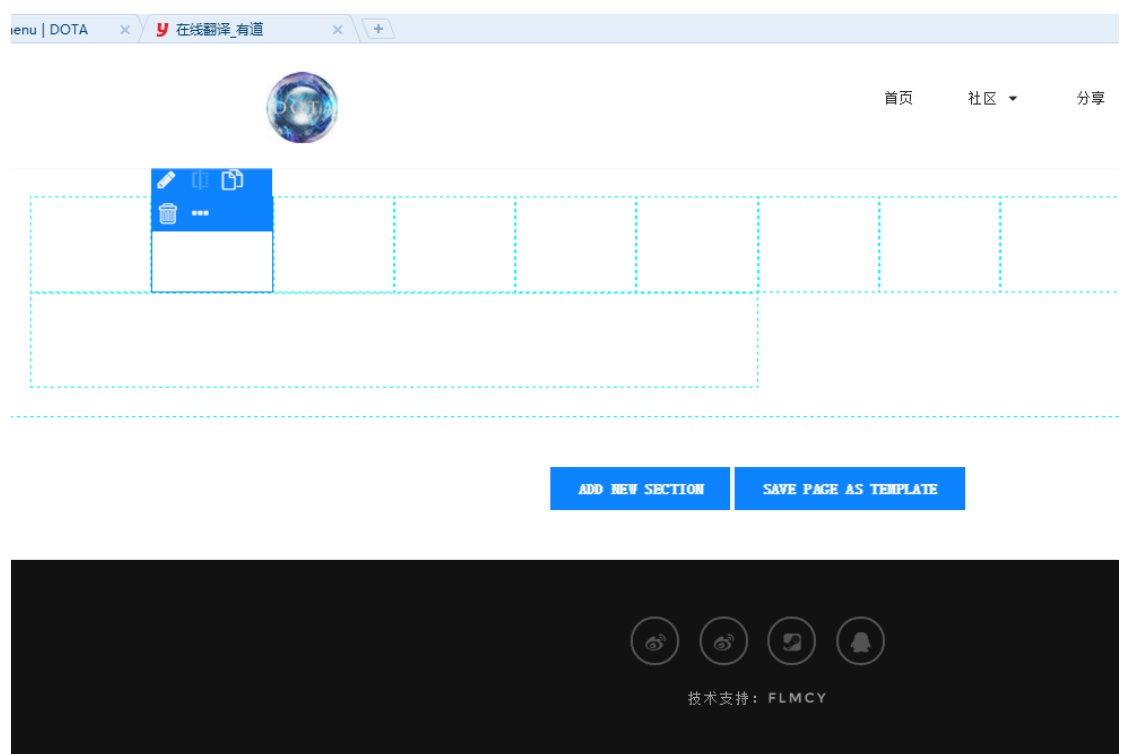 enu | DOTA
y 在线翻译_有道
DOTA
首页 社区 分享
ADD NEW SECTION SAVE PAGE AS TEMPLATE
技术支持: FLMCY